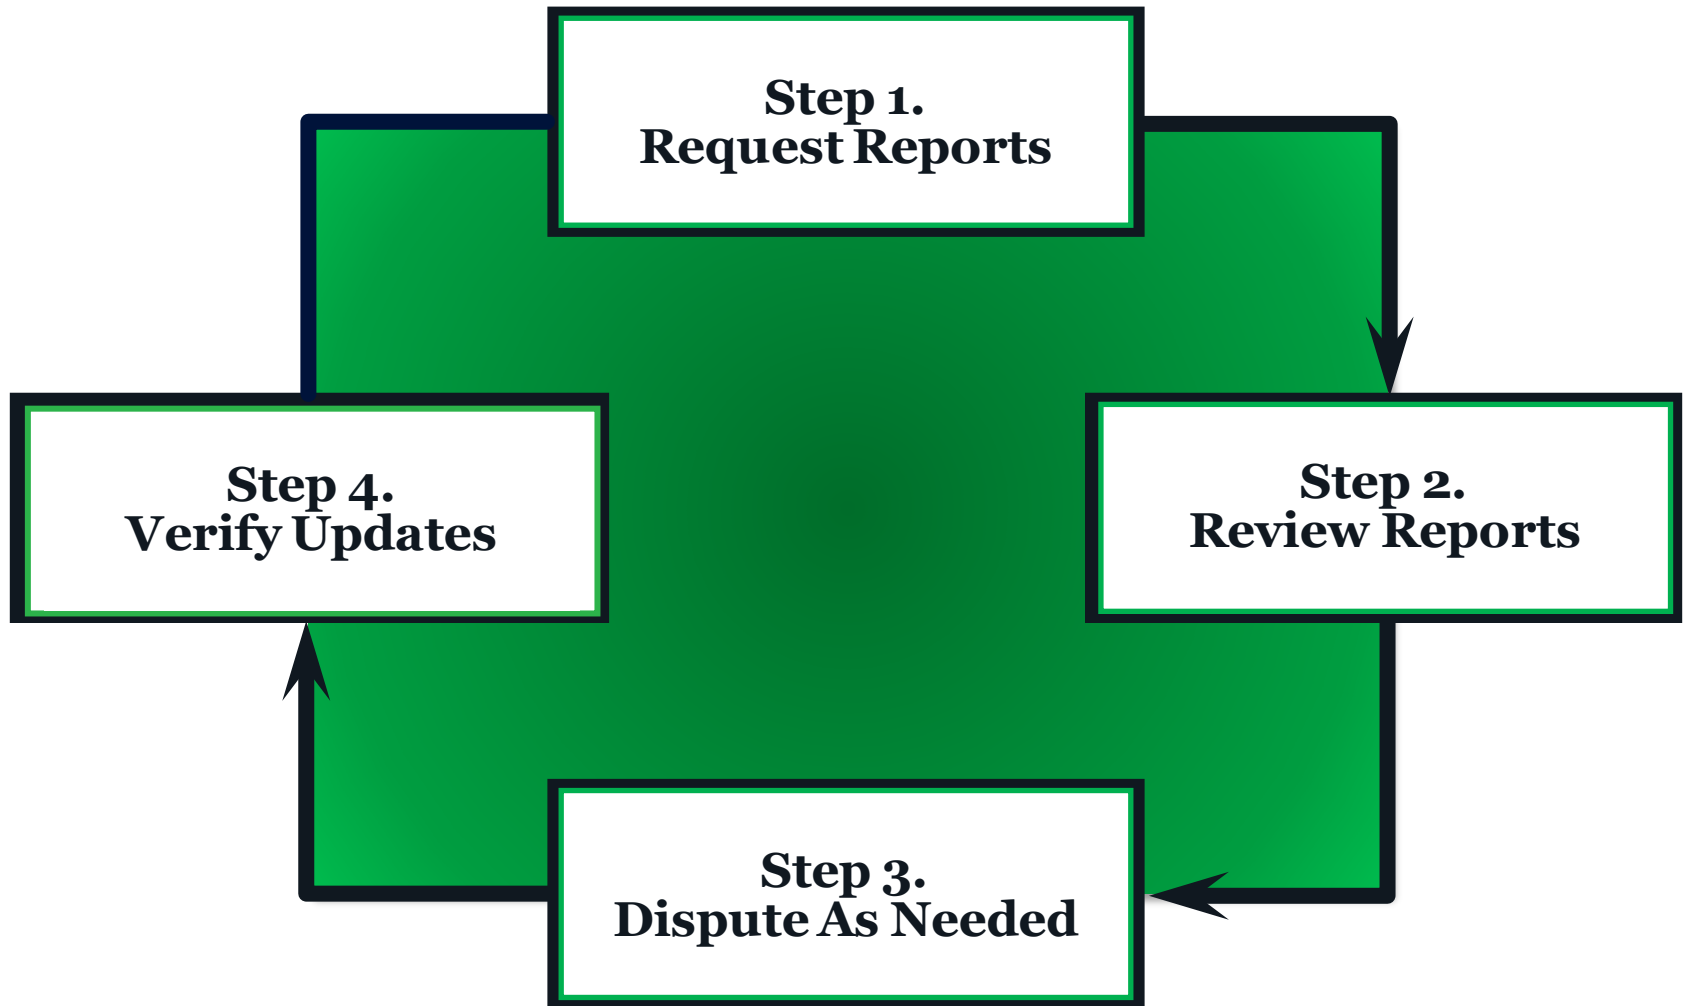 Step 1.
Request Reports
Step 2.
Review Reports
Step 3.
Dispute As Needed
Step 4.
Verify Updates